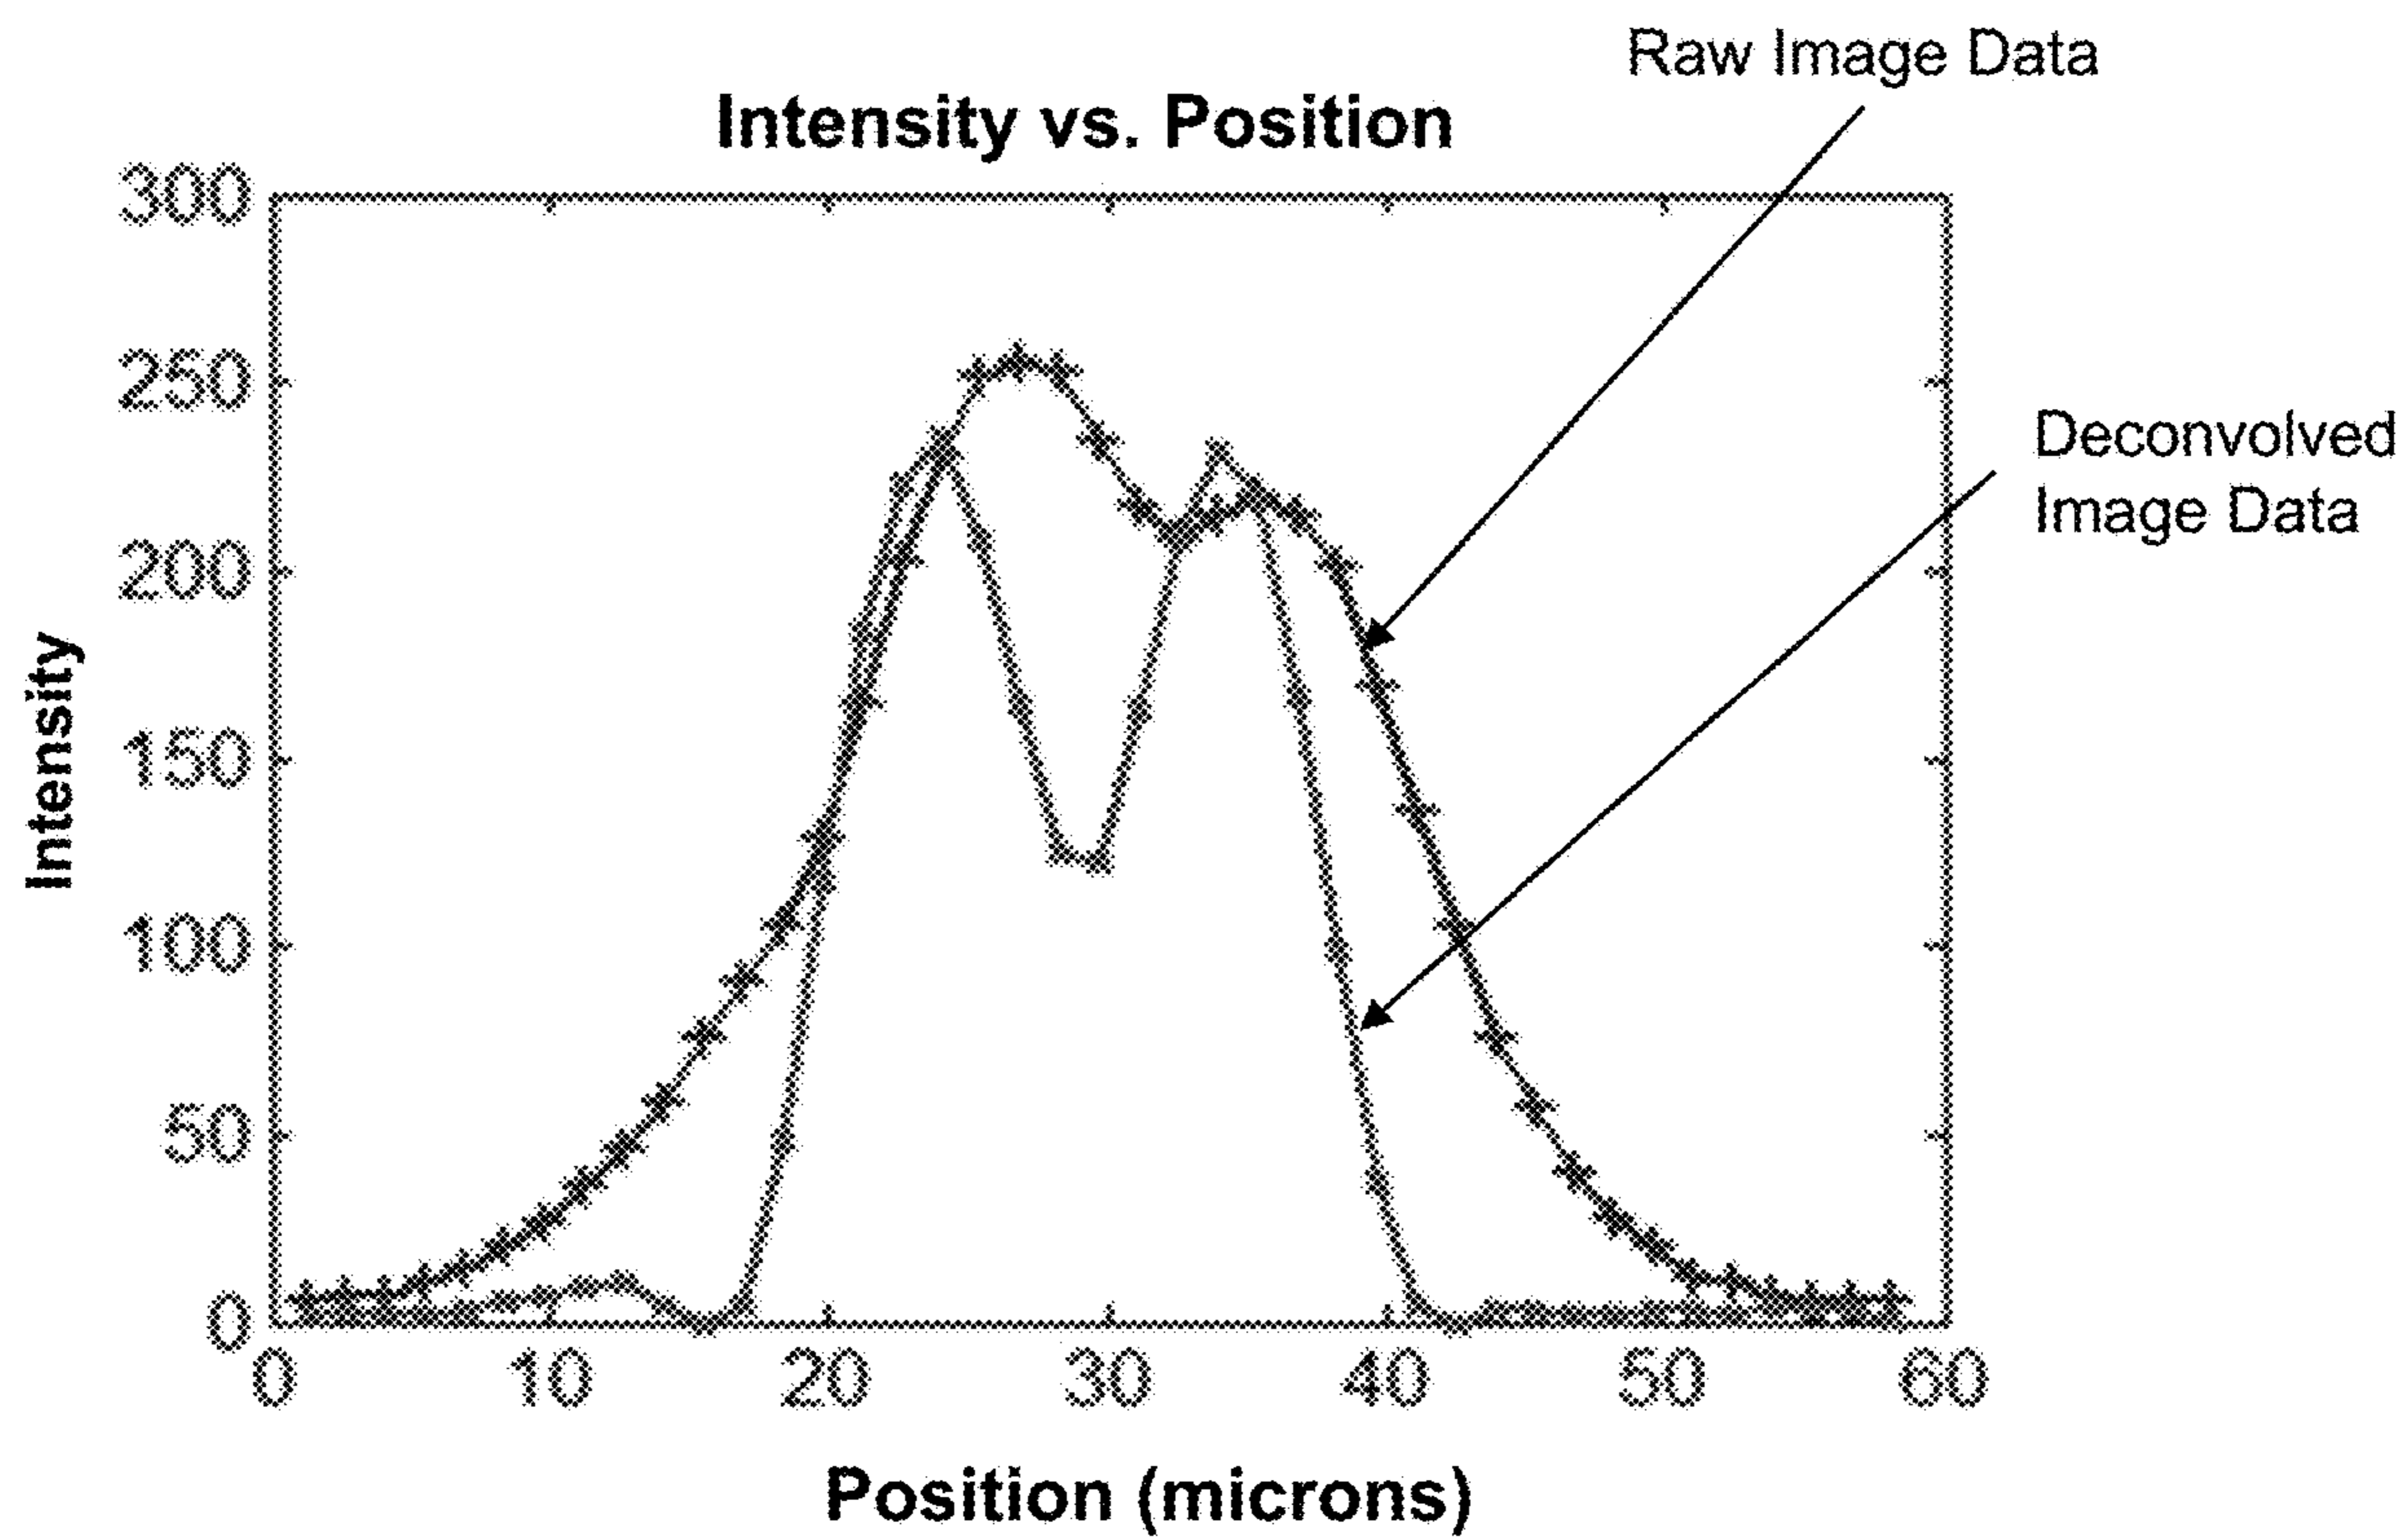 Raw Image Data
Intensity vs. Position
300
250
200
150
100
50
0
Intensity
Deconvolved
Image Data
0 10 20 30 40 50 60
Position (microns)